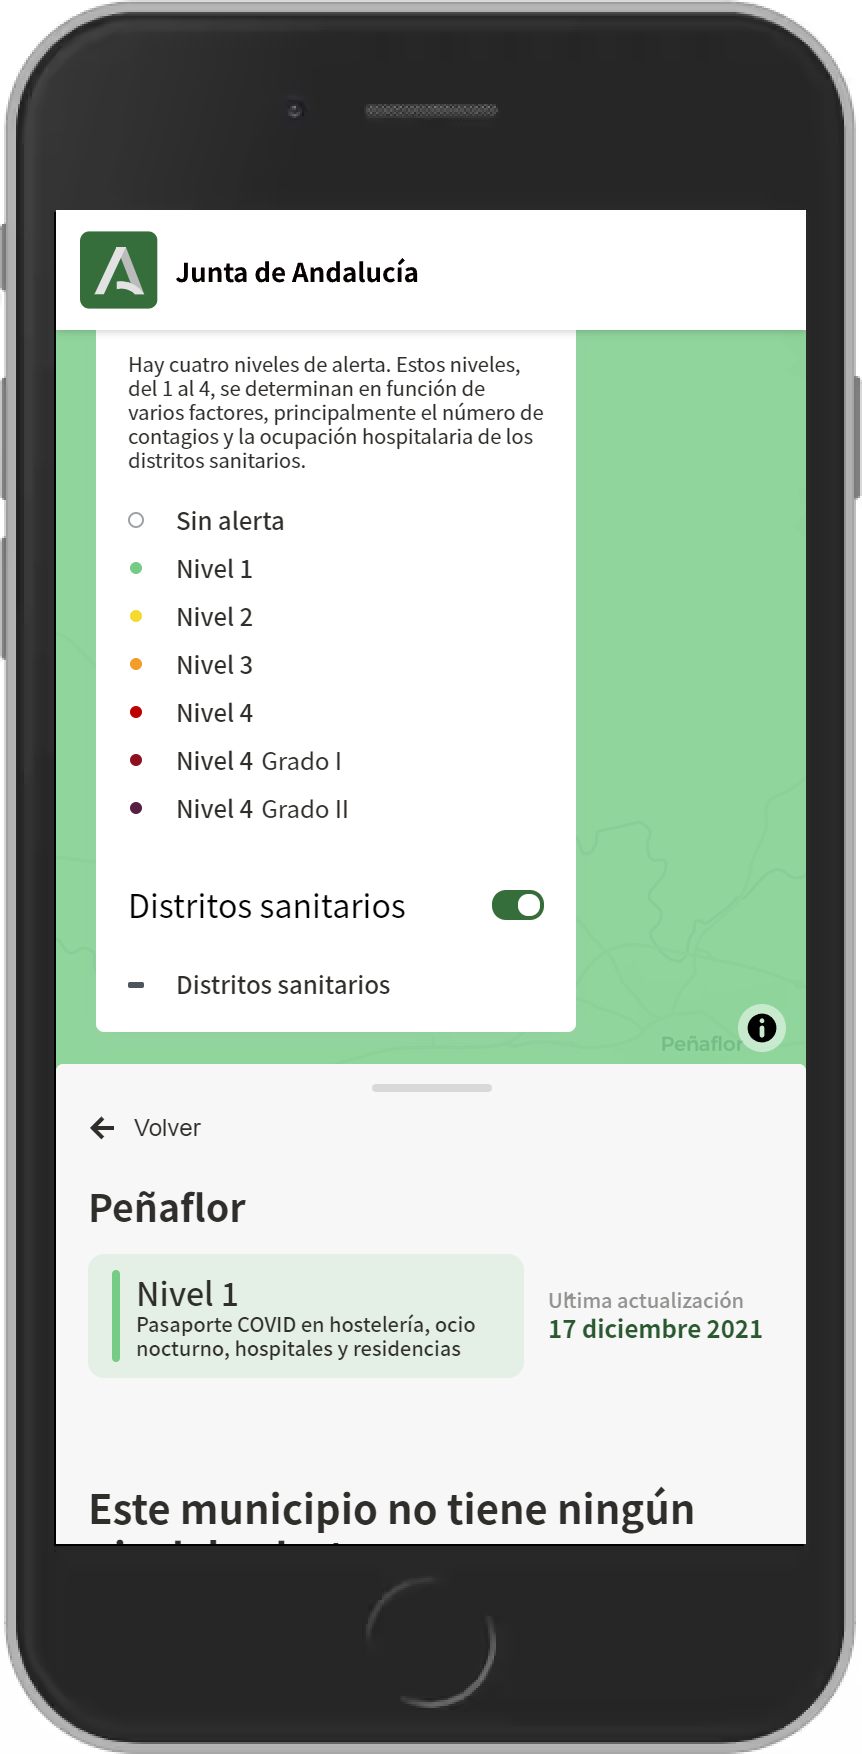 Junta de Andalucía
Hay cuatro niveles de alerta. Estos niveles,
del 1 al 4, se determinan en función de
varios factores, principalmente el número de
contagios y la ocupación hospitalaria de los
distritos sanitarios.
Sin alerta
Nivel 1
Nivel 2
Nivel 3
Nivel 4
Nivel 4 Grado I
Nivel 4 Grado II
Distritos sanitarios
Distritos sanitarios
Peñaflor
Volver
Peñaflor
Nivel 1
Pasaporte COVID en hostelería, ocio
nocturno, hospitales y residencias
Ultima actualización
17 diciembre 2021
Este municipio no tiene ningún